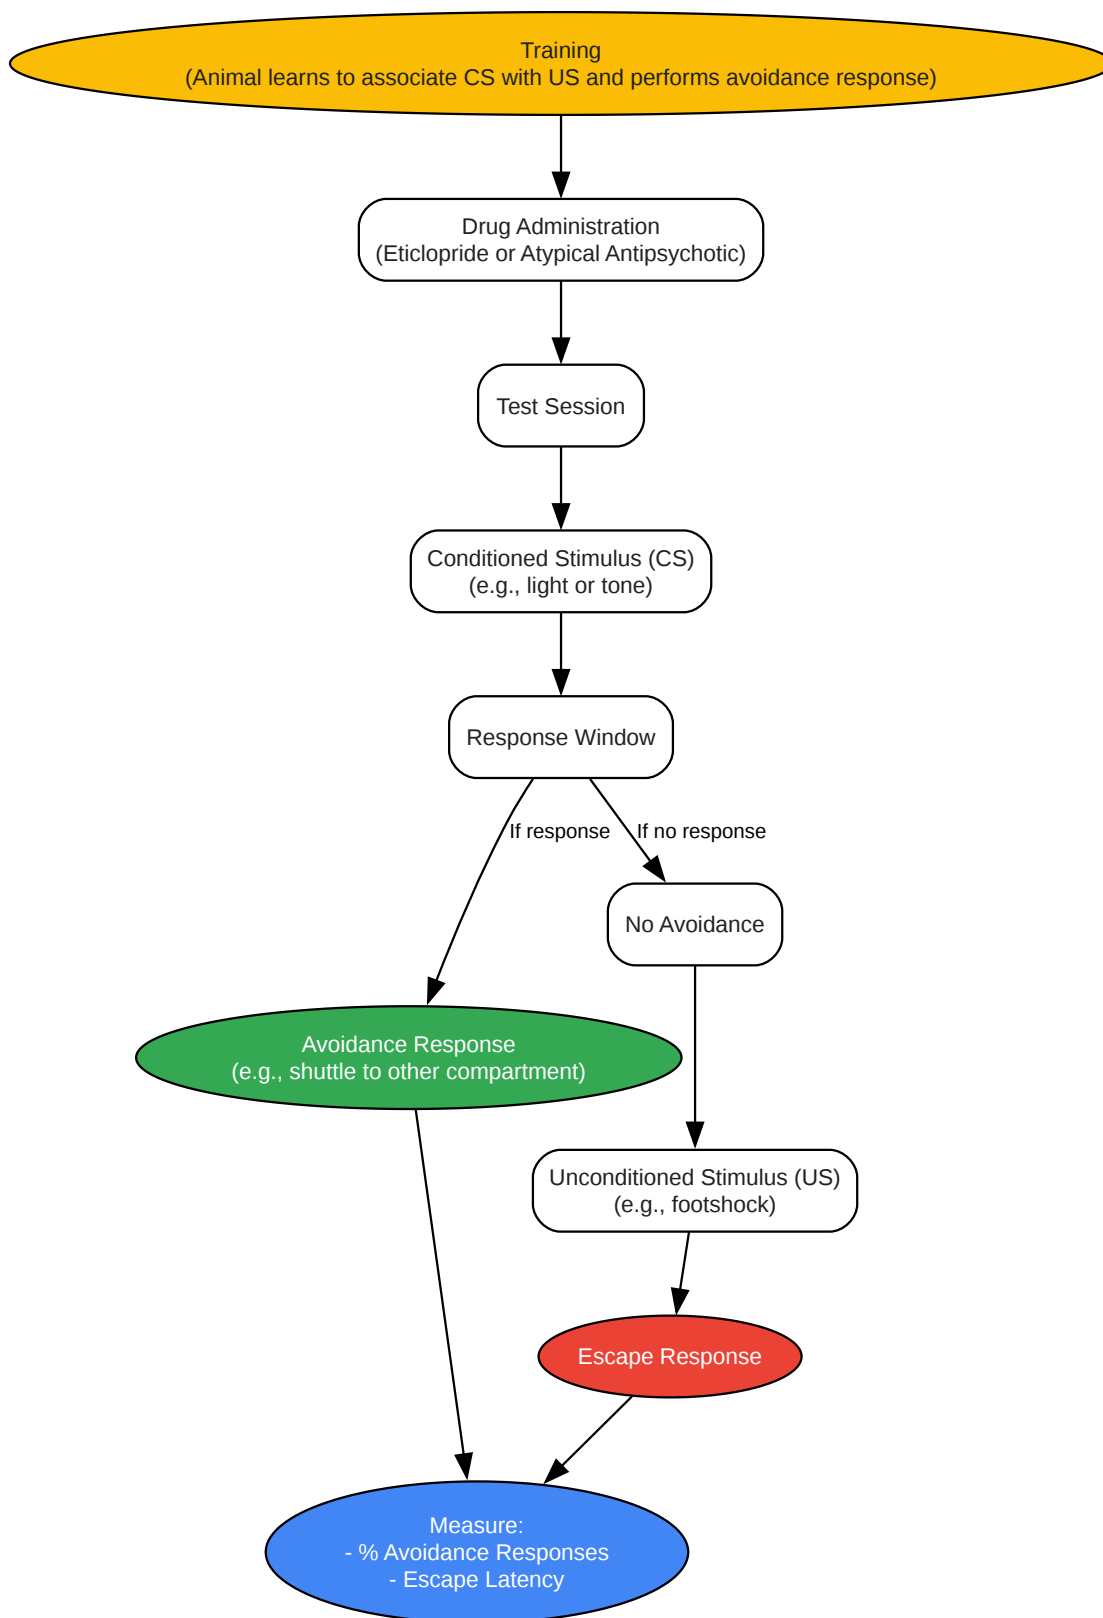 Training
(Animal learns to associate CS with US and performs avoidance response)
Drug Administration
(Eticlopride or Atypical Antipsychotic)
Test Session
Conditioned Stimulus (CS)
(e.g., light or tone)
Response Window
If response
If no response
No Avoidance
Avoidance Response
(e.g., shuttle to other compartment)
Unconditioned Stimulus (US)
(e.g., footshock)
Escape Response
Measure:
- % Avoidance Responses
- Escape Latency